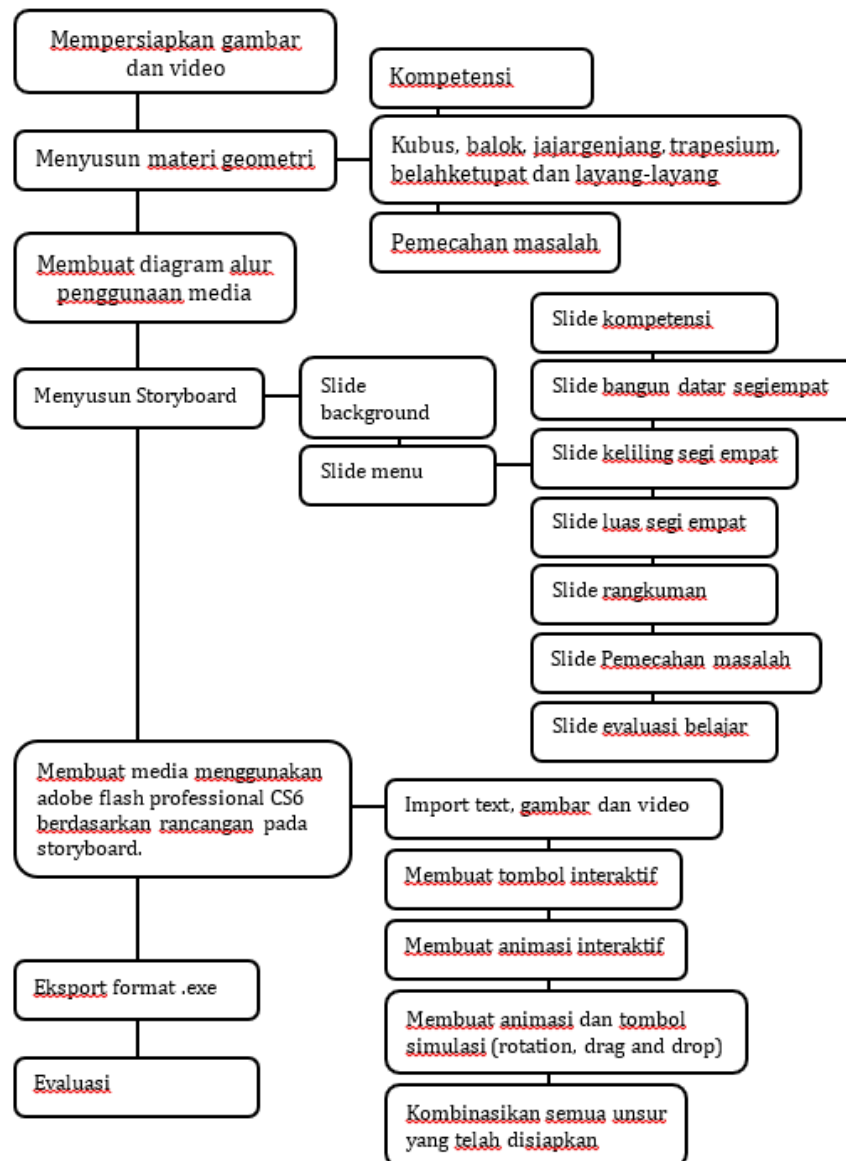 Mempersiapkan gambar
dan video
Kompetensi
Menyusun materi geometri
Kubus, balok, jajargenjang, trapesium,
belahketupat dan layang-layang
Pemecahan masalah
Membuat diagram alur
penggunaan media
Menyusun Storyboard
Slide
background
Slide menu
Slide kompetensi
Slide bangun datar segiempat
Slide keliling segi empat
Slide luas segi empat
Slide rangkuman
Slide Pemecahan masalah
Slide evaluasi belajar
Membuat media menggunakan
adobe flash professional CS6
berdasarkan rancangan pada
storyboard.
Import text, gambar dan video
Membuat tombol interaktif
Membuat animasi interaktif
Membuat animasi dan tombol
simulasi (rotation, drag and drop)
Kombinasikan semua unsur
yang telah disiapkan
Eksport format .exe
Evaluasi